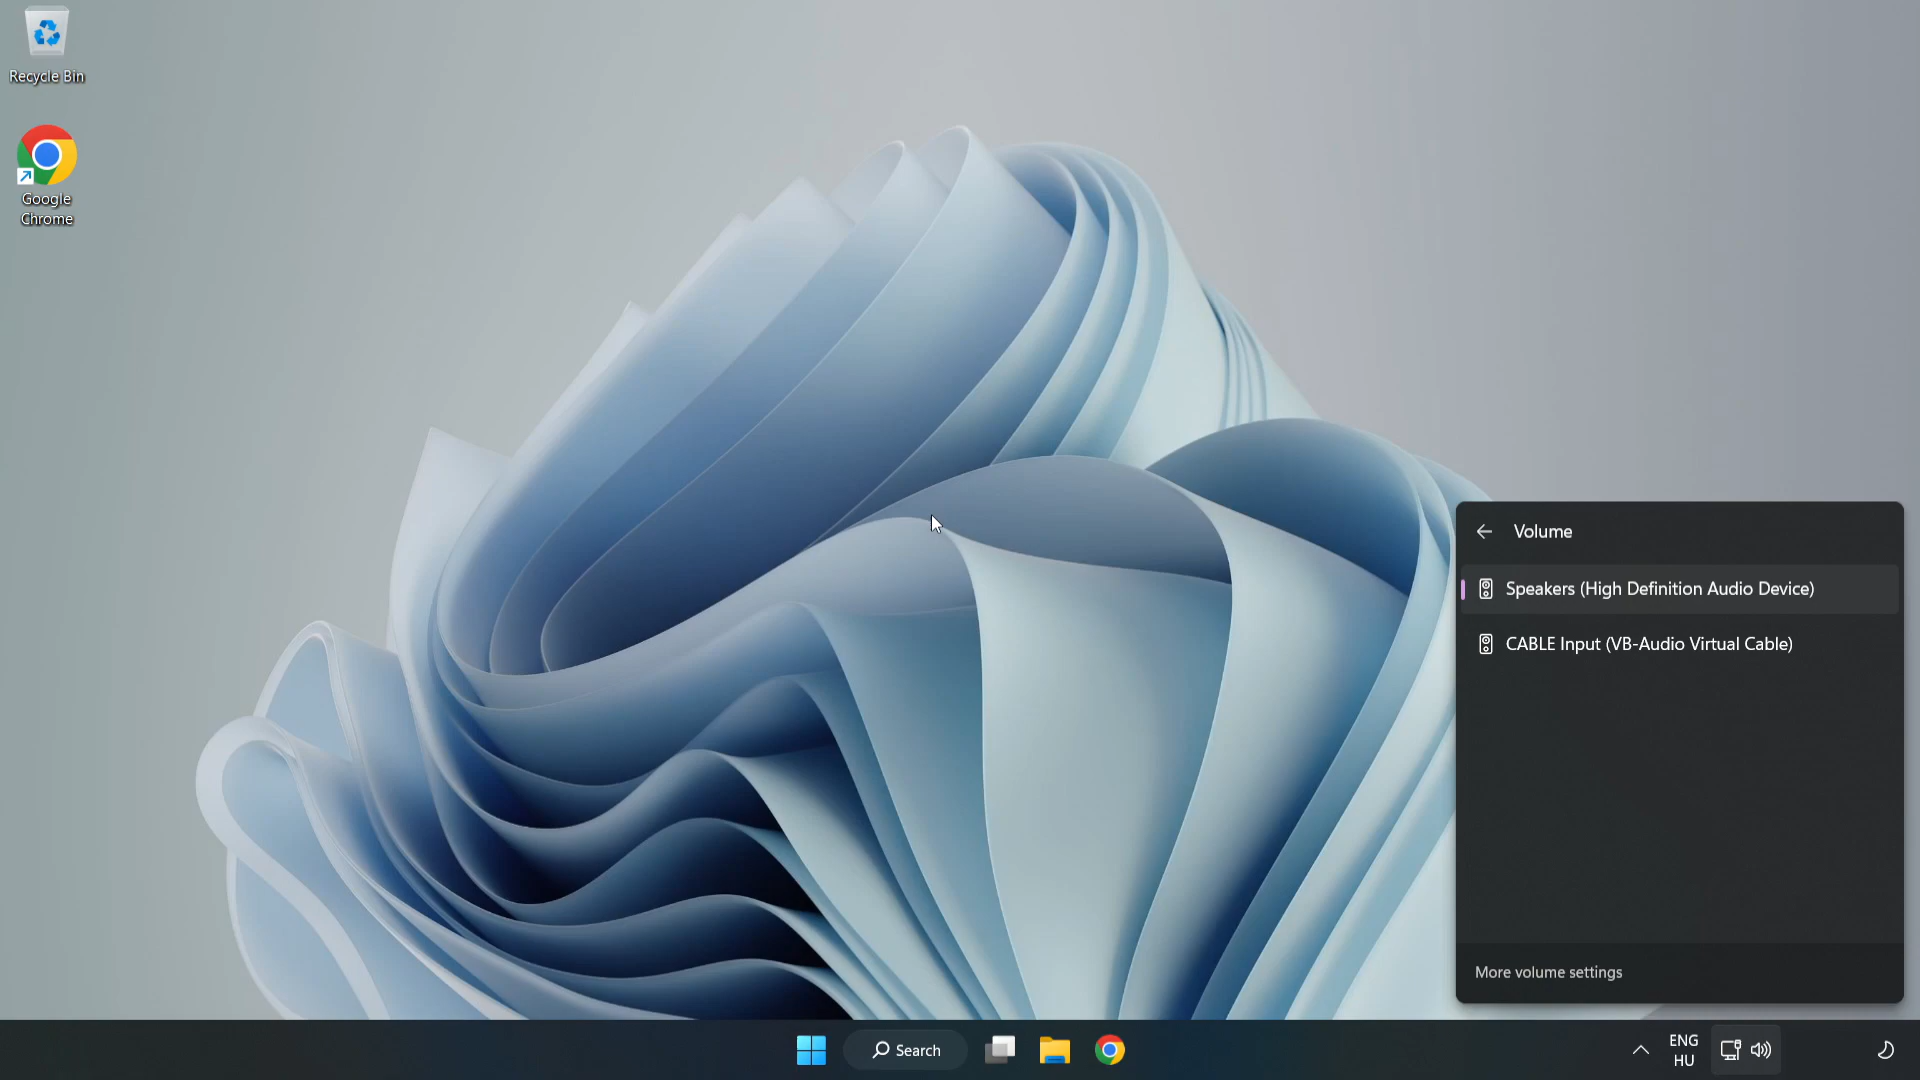 Recycle Bin
Google
Chrome
Volume
Speakers (High Definition Audio Device)
CABLE Input (VB-Audio Virtual Cable)
More volume settings
Search
ENG
HU